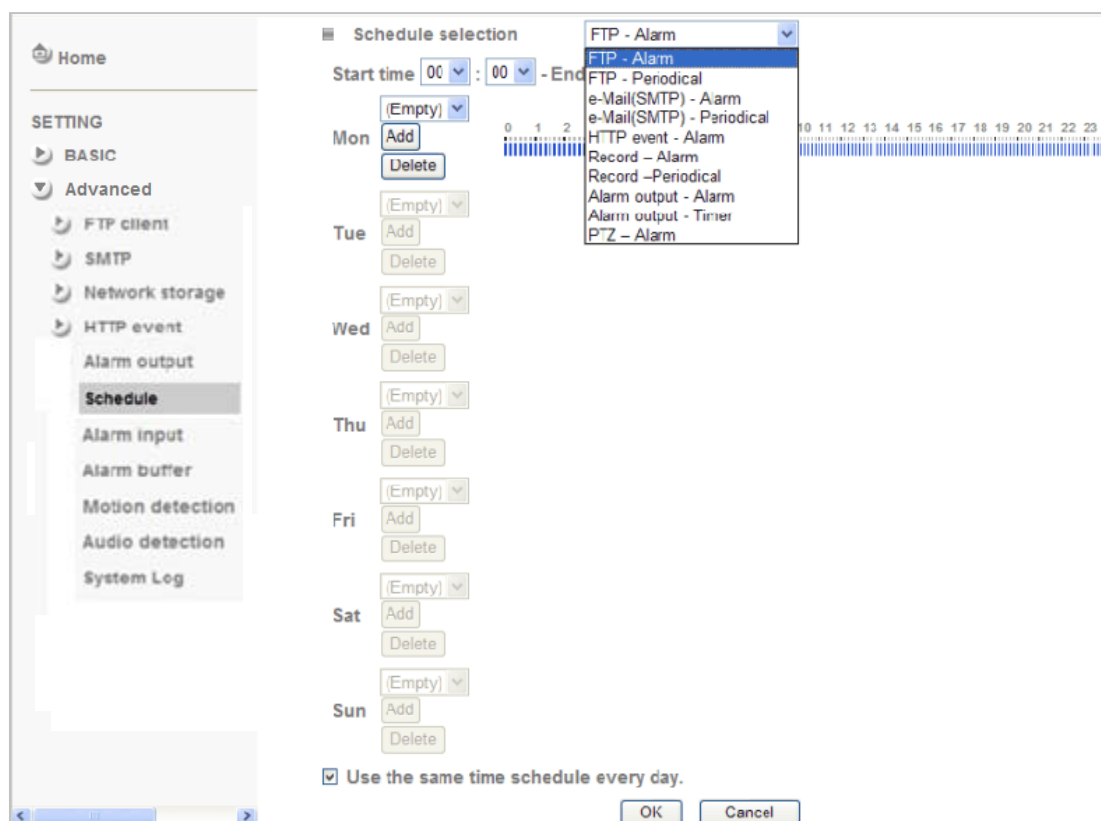 Home
SETTING
BASIC
Advanced
FTP client
SMTP
Network storage
HTTP event
Alarm output
Schedule
Alarm input
Alarm buffer
Motion detection
Audio detection
System Log
Schedule selection FTP - Alarm
FTP - Alarm
FTP - Periodical
e-Mail(SMTP) - Alarm
e-Mail(SMTP) - Periodical
HTTP event - Alarm
Record – Alarm
Record –Periodical
Alarm output - Alarm
Alarm output - Timer
PTZ – Alarm
Start time 00 : 00 - End
(Empty)
Mon Add
Delete
0 1 2 10 11 12 13 14 15 16 17 18 19 20 21 22 23
(Empty)
Tue Add
Delete
(Empty)
Wed Add
Delete
(Empty)
Thu Add
Delete
(Empty)
Fri Add
Delete
(Empty)
Sat Add
Delete
(Empty)
Sun Add
Delete
Use the same time schedule every day.
OK Cancel